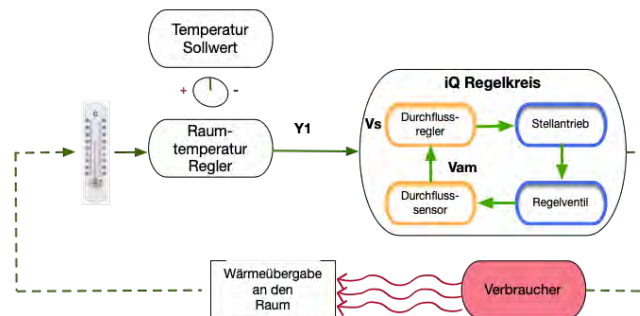 Temperatur
Sollwert
+
-
Raum-
temperatur
Regler
Y1
iQ Regelkreis
Vs
Durchfluss-
regler
Stellantrieb
Vam
Durchfluss-
sensor
Regelventil
Wärmeübergabe
an den
Raum
Verbraucher